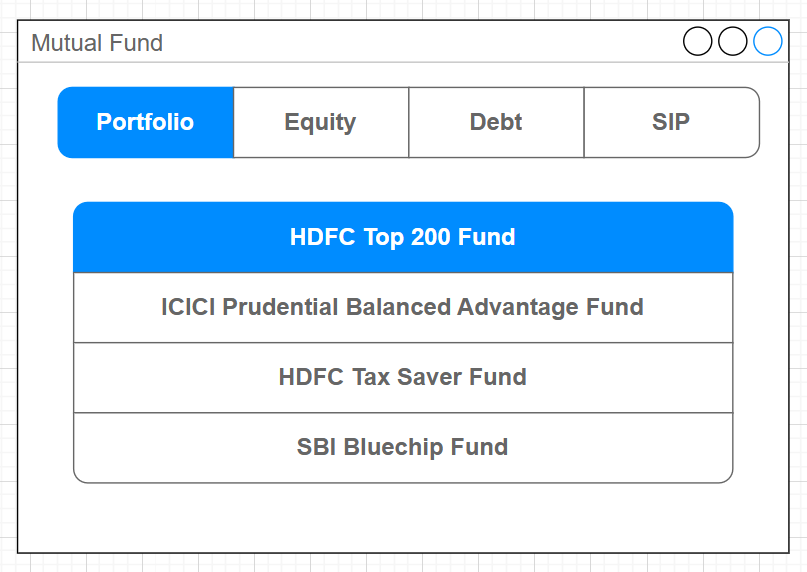 Mutual Fund
Portfolio Equity Debt SIP
HDFC Top 200 Fund
ICICI Prudential Balanced Advantage Fund
HDFC Tax Saver Fund
SBI Bluechip Fund